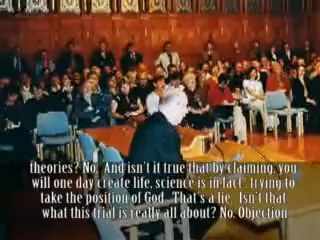 theories? No. And isn't it true that by claiming you
will one day create life, science is in fact, trying to
take the position of God. That's a lie. Isn't that
what this trial is really all about? No. Objection